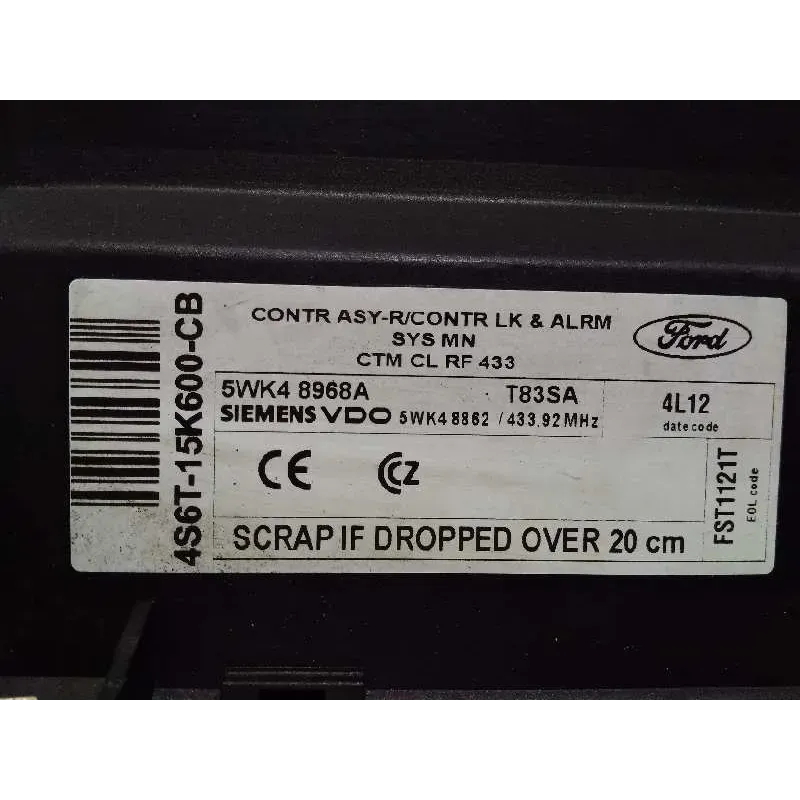 4S6T-15K600-CB
CONTR ASY-R/CONTR LK & ALRM
SYS MN
CTM CL RF 433
Ford
5WK4 8968A T83SA
SIEMENS VDO 5WK4 8862 / 433.92 MHz
4L12
date code
CE CZ
FST1121T
EOL code
SCRAP IF DROPPED OVER 20 cm